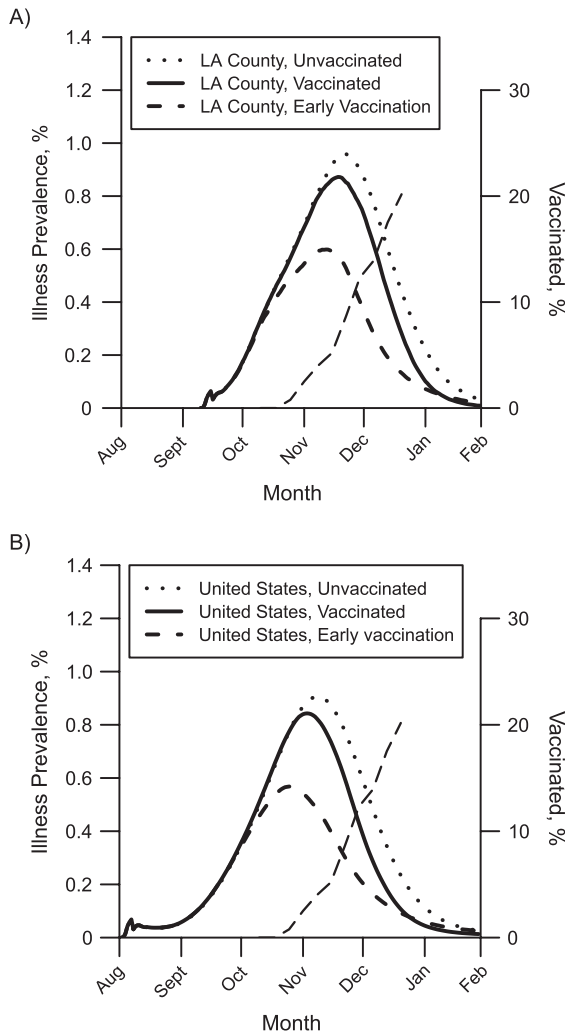 A)
1.4
1.2
1.0
0.8
0.6
0.4
0.2
0
Illness Prevalence, %
LA County, Unvaccinated
LA County, Vaccinated
LA County, Early Vaccination
30
20
10
0
Vaccinated, %
Aug
Sept
Oct
Nov
Dec
Jan
Feb
Month
B)
1.4
1.2
1.0
0.8
0.6
0.4
0.2
0
Illness Prevalence, %
United States, Unvaccinated
United States, Vaccinated
United States, Early vaccination
30
20
10
0
Vaccinated, %
Aug
Sept
Oct
Nov
Dec
Jan
Feb
Month